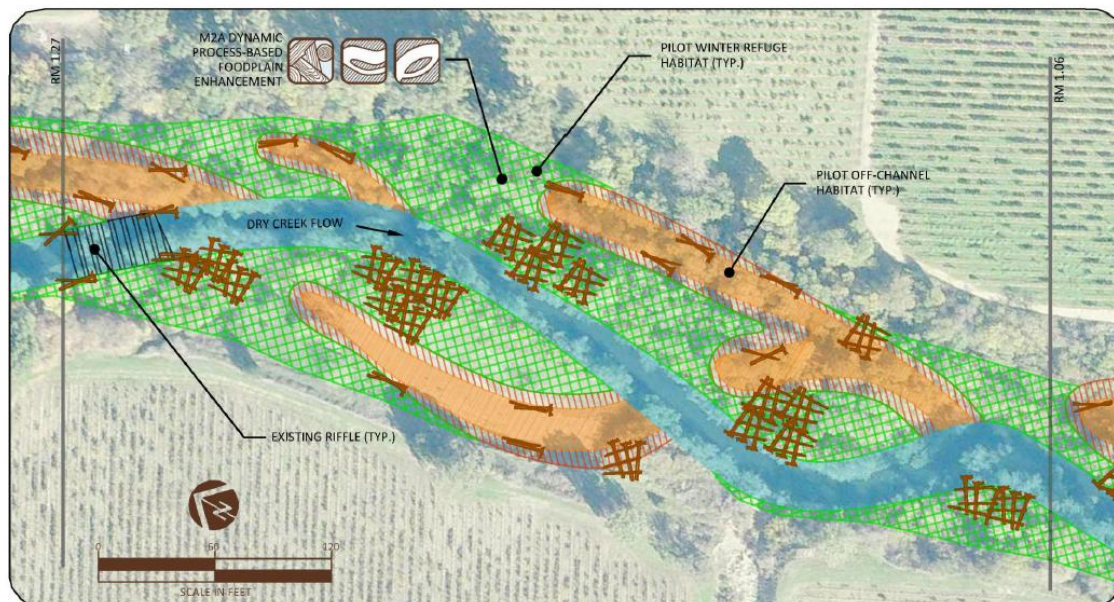 M2A DYNAMIC
PROCESS-BASED
FOODPLAIN
ENHANCEMENT
PILOT WINTER REFUGE
HABITAT (TYP.)
RM 1.27
RM 1.06
PILOT OFF-CHANNEL
HABITAT (TYP.)
DRY CREEK FLOW
EXISTING RIFFLE (TYP.)
0 60 120
SCALE IN FEET